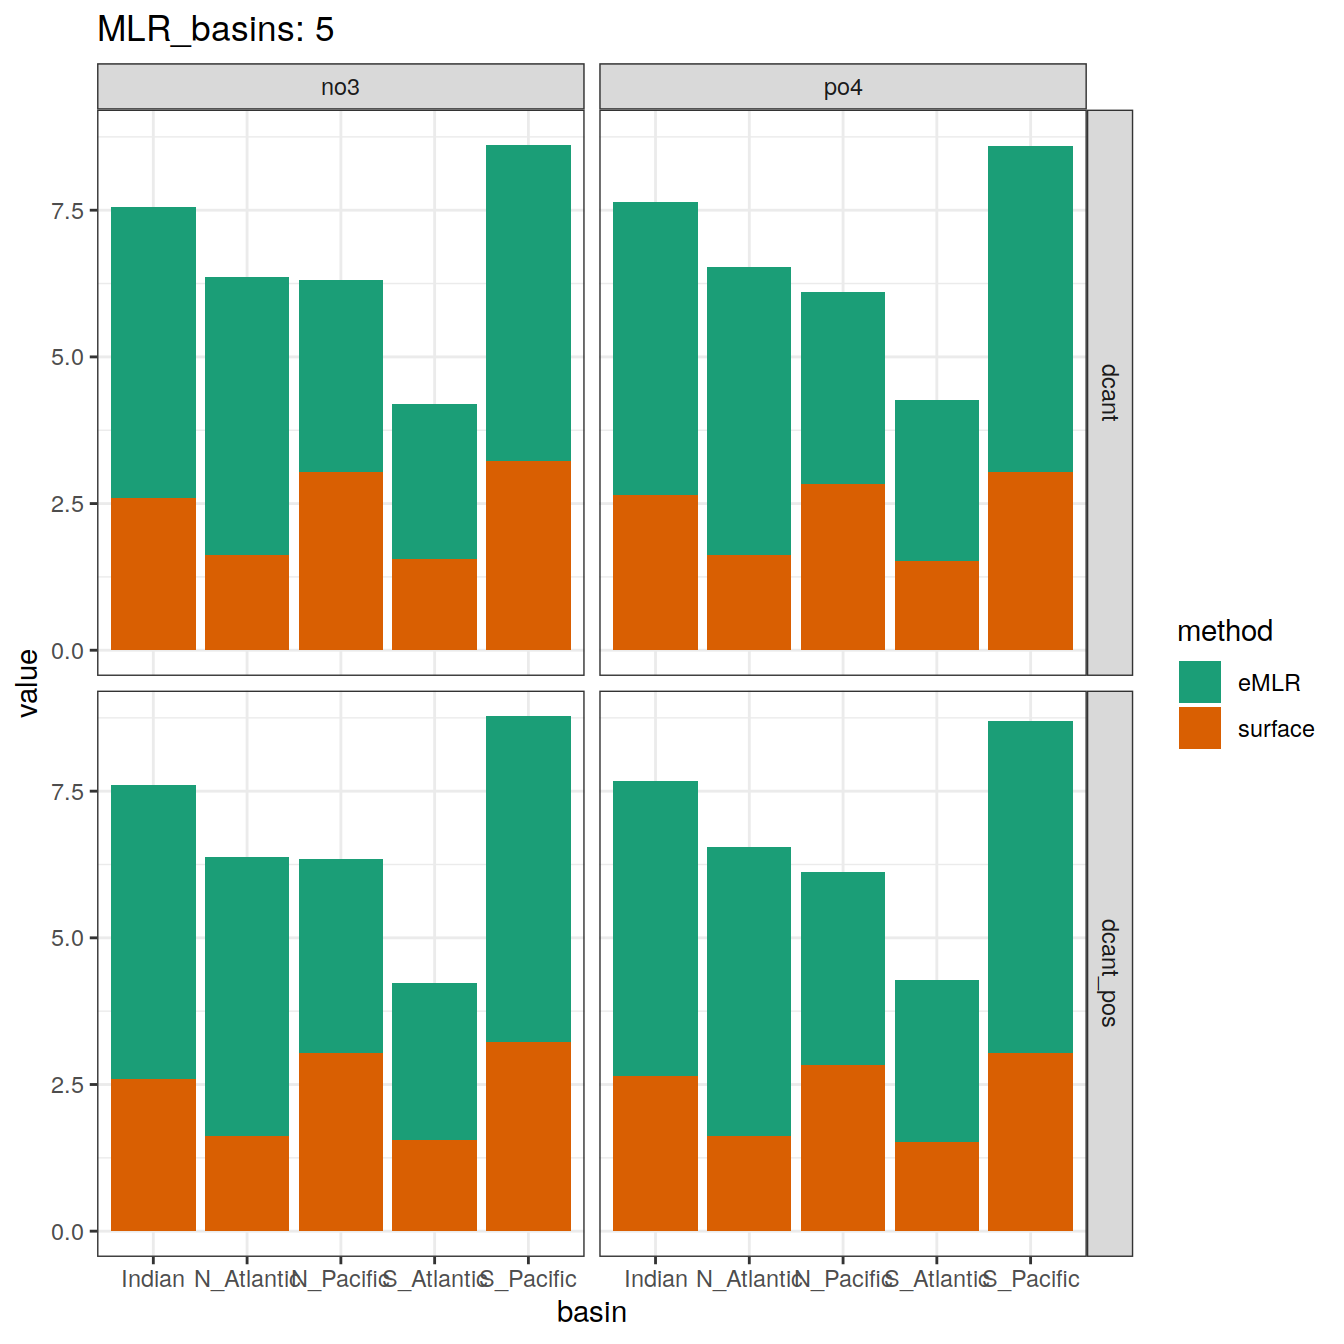 MLR_basins: 5
no3
po4
7.5
5.0
2.5
0.0
dcant
7.5
5.0
2.5
0.0
dcant_pos
value
Indian N_Atlantic N_Pacific S_Atlantic S_Pacific
Indian N_Atlantic N_Pacific S_Atlantic S_Pacific
basin
method
eMLR
surface